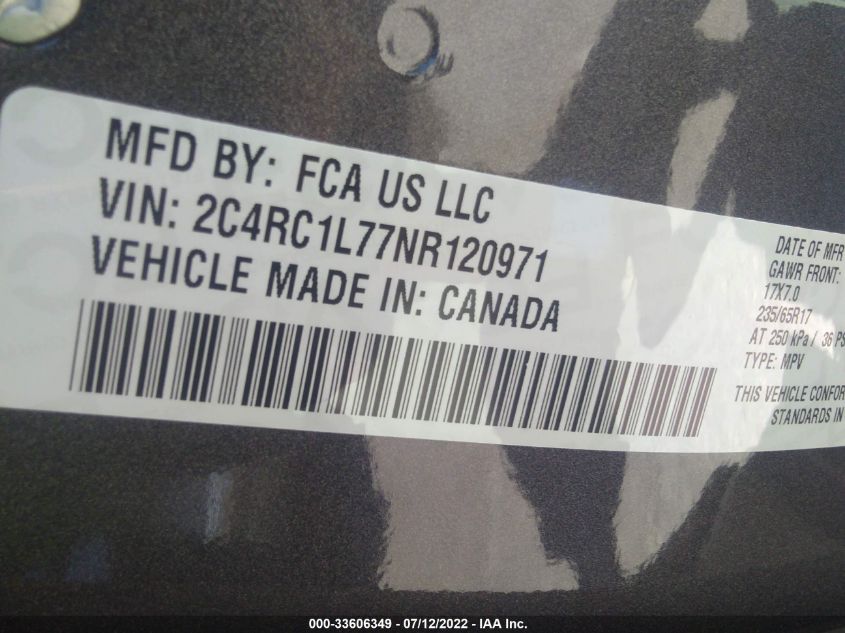 MFD BY: FCA US LLC
VIN: 2C4RC1L77NR120971
VEHICLE MADE IN: CANADA
DATE OF MFR
GAWR FRONT:
17X7.0
235/65R17
AT 250 kPa / 36 PS
TYPE: MPV
THIS VEHICLE CONFOR
STANDARDS IN
000-33606349 - 07/12/2022 - IAA Inc.